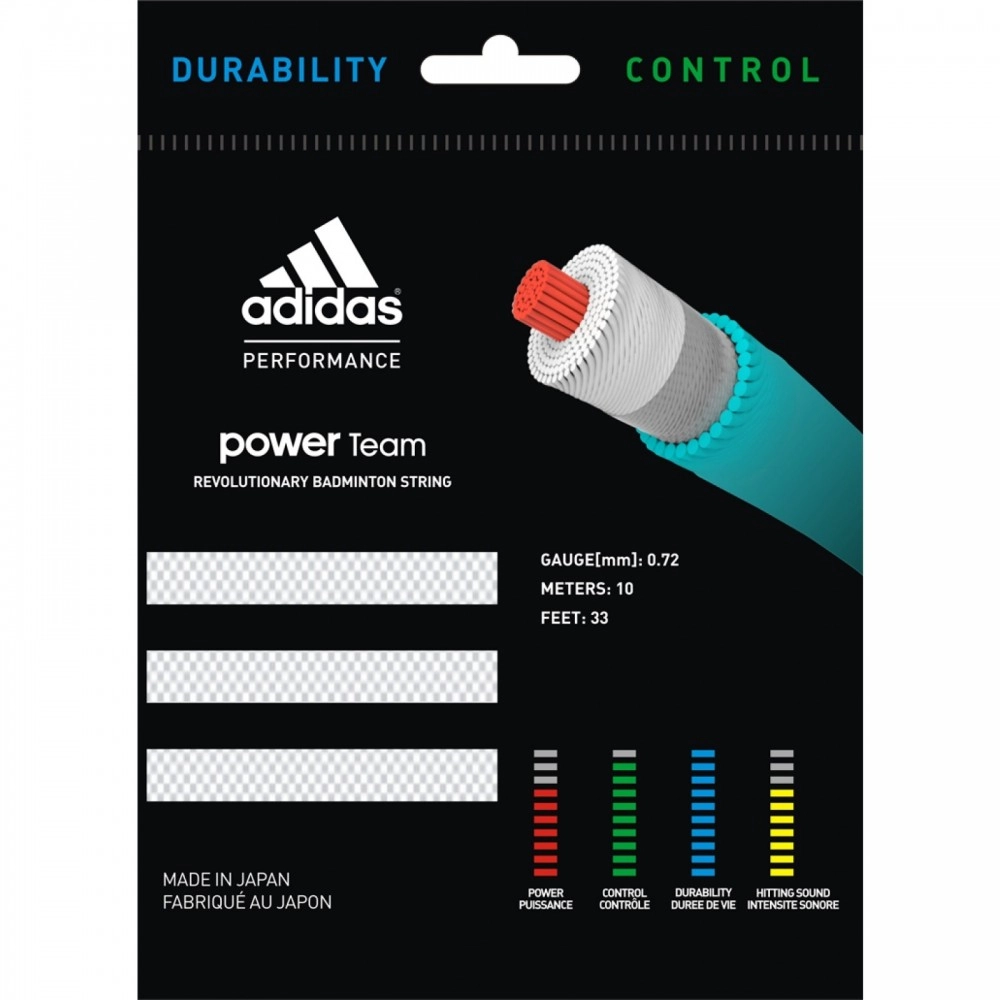 DURABILITY CONTROL
adidas®
PERFORMANCE
power Team
REVOLUTIONARY BADMINTON STRING
GAUGE[mm]: 0.72
METERS: 10
FEET: 33
MADE IN JAPAN
FABRIQUÉ AU JAPON
POWER
PUISSANCE
CONTROL
CONTRÔLE
DURABILITY
DUREE DE VIE
HITTING SOUND
INTENSITE SONORE